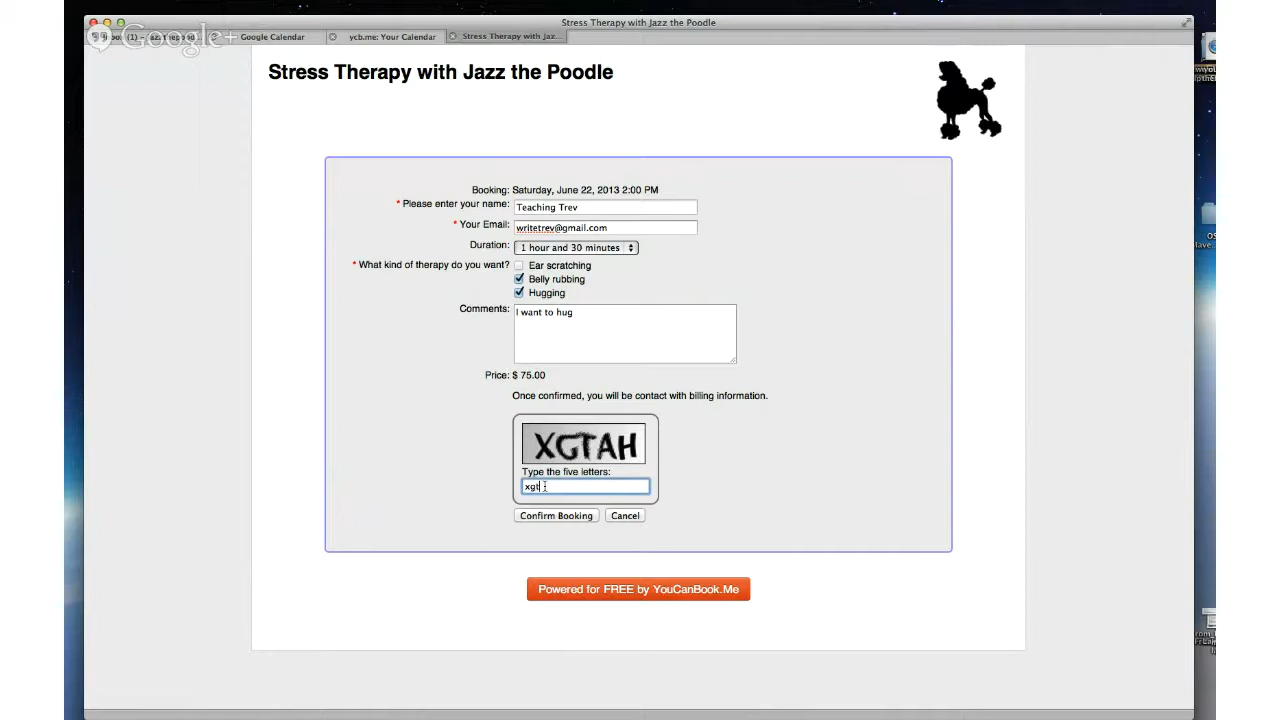 Stress Therapy with Jazz the Poodle
Google+
Google Calendar
ycb.me: Your Calendar
Stress Therapy with Jaz...
Stress Therapy with Jazz the Poodle
Booking: Saturday, June 22, 2013 2:00 PM
* Please enter your name: Teaching Trev
* Your Email: writetrev@gmail.com
Duration: 1 hour and 30 minutes
* What kind of therapy do you want? Ear scratching
Belly rubbing
Hugging
Comments: I want to hug
Price: $ 75.00
Once confirmed, you will be contact with billing information.
XGTAH
Type the five letters:
xgt
Confirm Booking Cancel
Powered for FREE by YouCanBook.Me